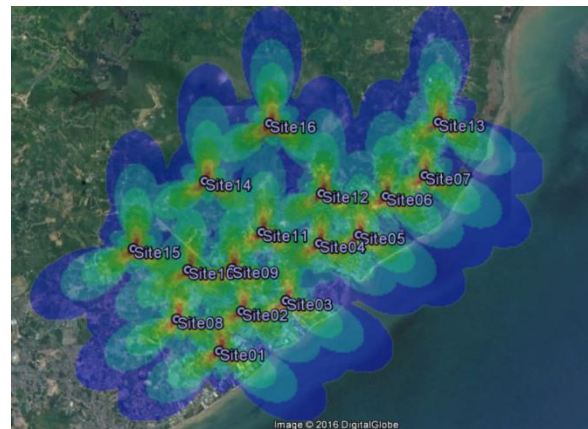 Site16
Site13
Site14
Site12
Site07
Site06
Site11
Site05
Site04
Site15
Site10
Site09
Site03
Site02
Site08
Site01
Image © 2016 DigitalGlobe